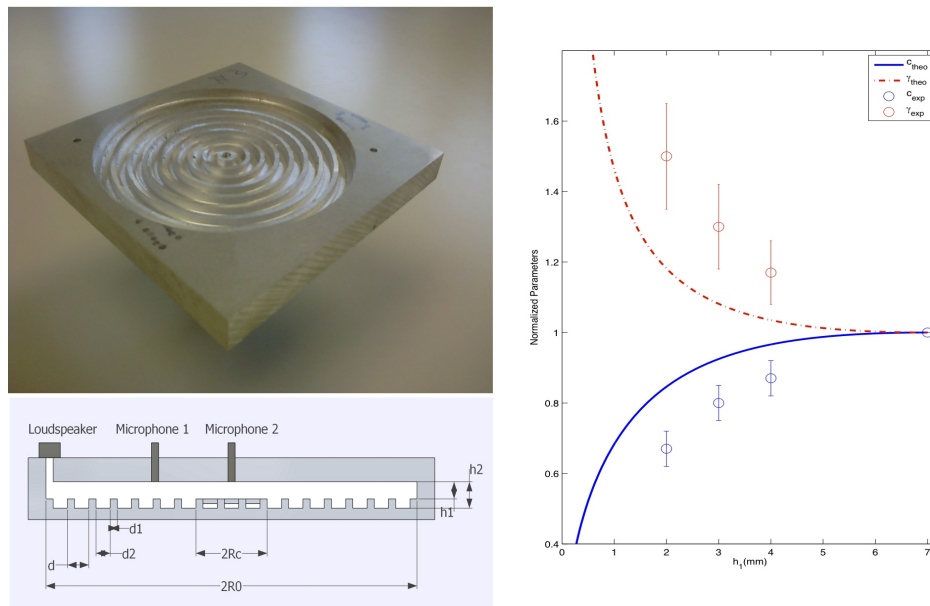 Loudspeaker Microphone 1 Microphone 2
h2
h1
d1
d2
d
2Rc
2R0
c_theo
γ_theo
c_exp
γ_exp
Normalized Parameters
1.6
1.4
1.2
1
0.8
0.6
0.4
0 1 2 3 4 5 6 7
h_1(mm)